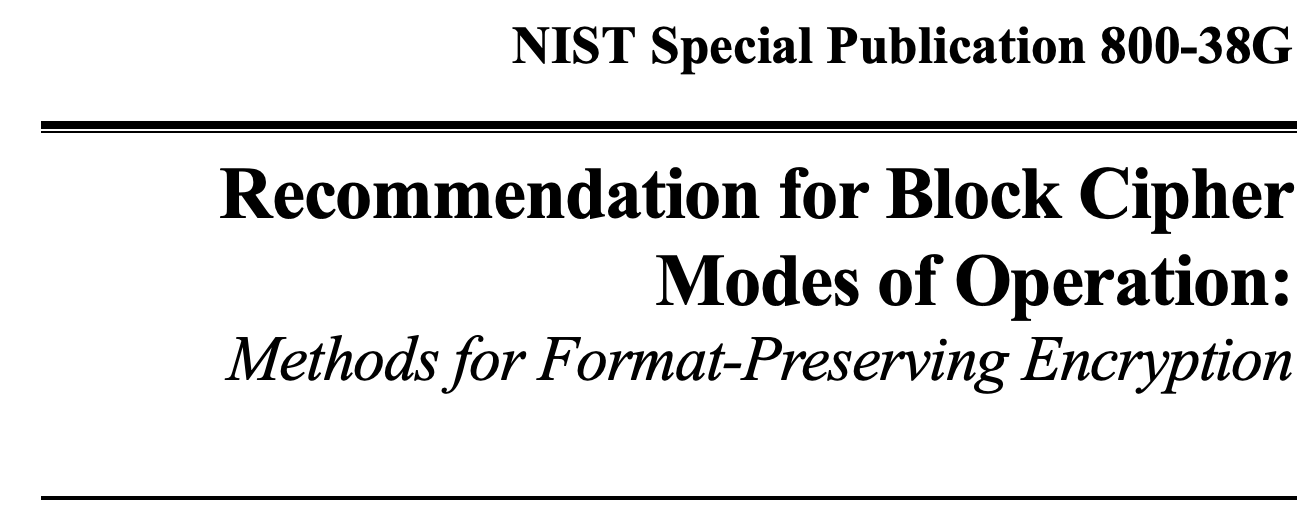 NIST Special Publication 800-38G
Recommendation for Block Cipher
Modes of Operation:
Methods for Format-Preserving Encryption